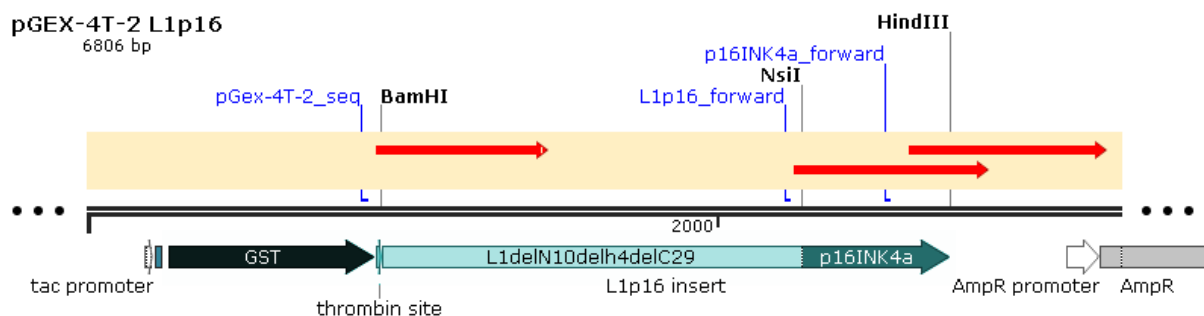 pGEX-4T-2 L1p16
6806 bp
HindIII
p16INK4a_forward
NsiI
pGex-4T-2_seq
BamHI
L1p16_forward
2000
GST
L1delN10delh4delC29
p16INK4a
tac promoter
thrombin site
L1p16 insert
AmpR promoter
AmpR